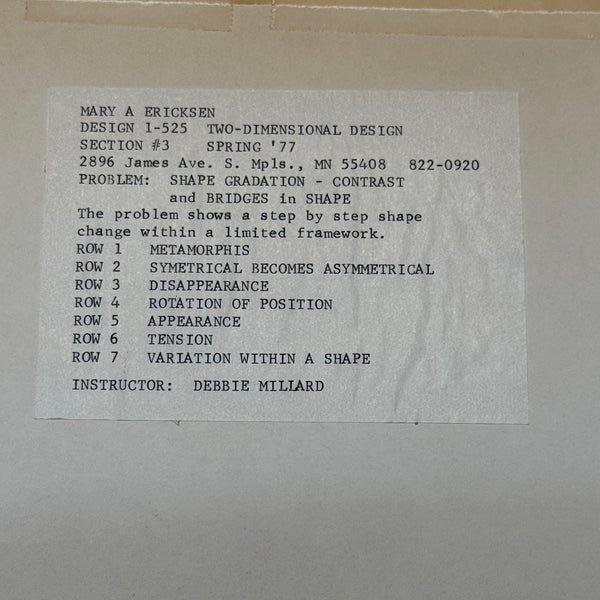 MARY A ERICKSEN
DESIGN 1-525 TWO-DIMENSIONAL DESIGN
SECTION #3 SPRING '77
2896 James Ave. S. Mpls., MN 55408 822-0920
PROBLEM: SHAPE GRADATION - CONTRAST
and BRIDGES in SHAPE
The problem shows a step by step shape
change within a limited framework.
ROW 1 METAMORPHIS
ROW 2 SYMETRICAL BECOMES ASYMMETRICAL
ROW 3 DISAPPEARANCE
ROW 4 ROTATION OF POSITION
ROW 5 APPEARANCE
ROW 6 TENSION
ROW 7 VARIATION WITHIN A SHAPE
INSTRUCTOR: DEBBIE MILLARD